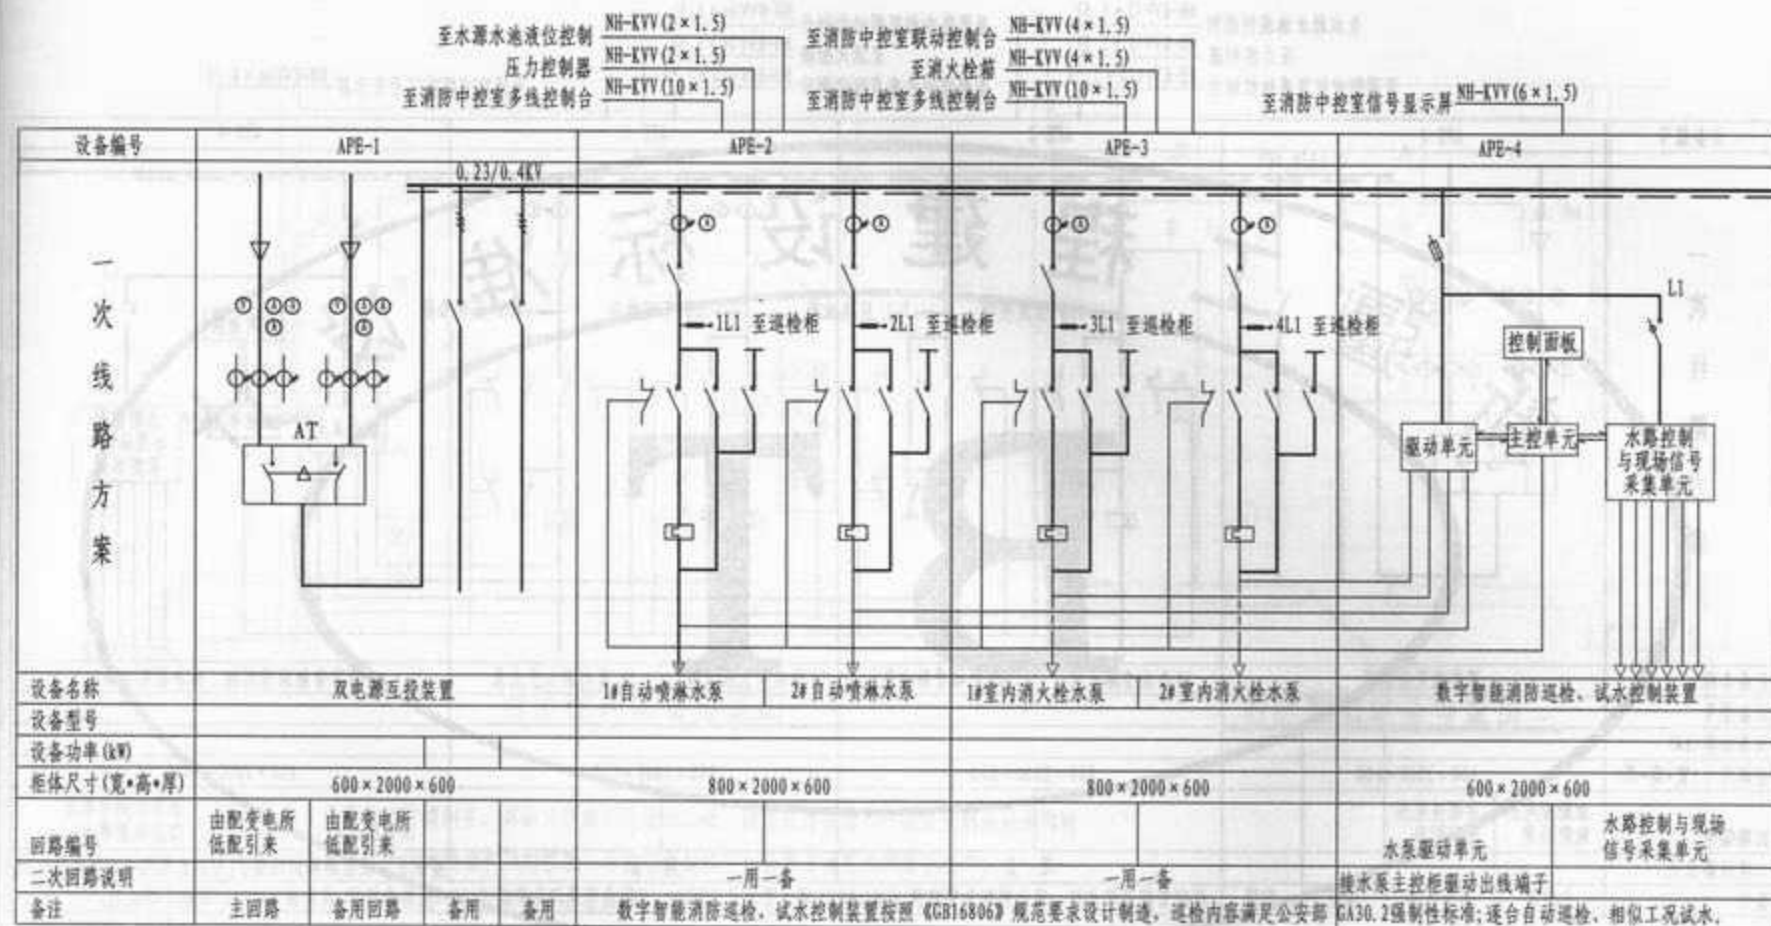 至水源水池液位控制 NH-KVV(2×1.5)
压力控制器 NH-KVV(2×1.5)
至消防中控室多线控制台 NH-KVV(10×1.5)
至消防中控室联动控制台 NH-KVV(4×1.5)
至消火栓箱 NH-KVV(4×1.5)
至消防中控室多线控制台 NH-KVV(10×1.5)
至消防中控室信号显示屏 NH-KVV(6×1.5)
设备编号 APE-1 APE-2 APE-3 APE-4
0.23/0.4KV
一次线路方案
AT
1L1 至巡检柜
2L1 至巡检柜
3L1 至巡检柜
4L1 至巡检柜
L1
控制面板
驱动单元
主控单元
水路控制
与现场信号
采集单元
设备名称 双电源互投装置 1#自动喷淋水泵 2#自动喷淋水泵 1#室内消火栓水泵 2#室内消火栓水泵 数字智能消防巡检、试水控制装置
设备型号
设备功率(kW)
柜体尺寸(宽*高*厚) 600×2000×600 800×2000×600 800×2000×600 600×2000×600
回路编号
由配变电所
低配引来
由配变电所
低配引来
水泵驱动单元
水路控制与现场
信号采集单元
二次回路说明 一用一备 一用一备 接水泵主控柜驱动出线端子
备注 主回路 备用回路 备用 备用 数字智能消防巡检、试水控制装置按照《GB16806》规范要求设计制造，巡检内容满足公安部GA30.2强制性标准;逐台自动巡检、相似工况试水.